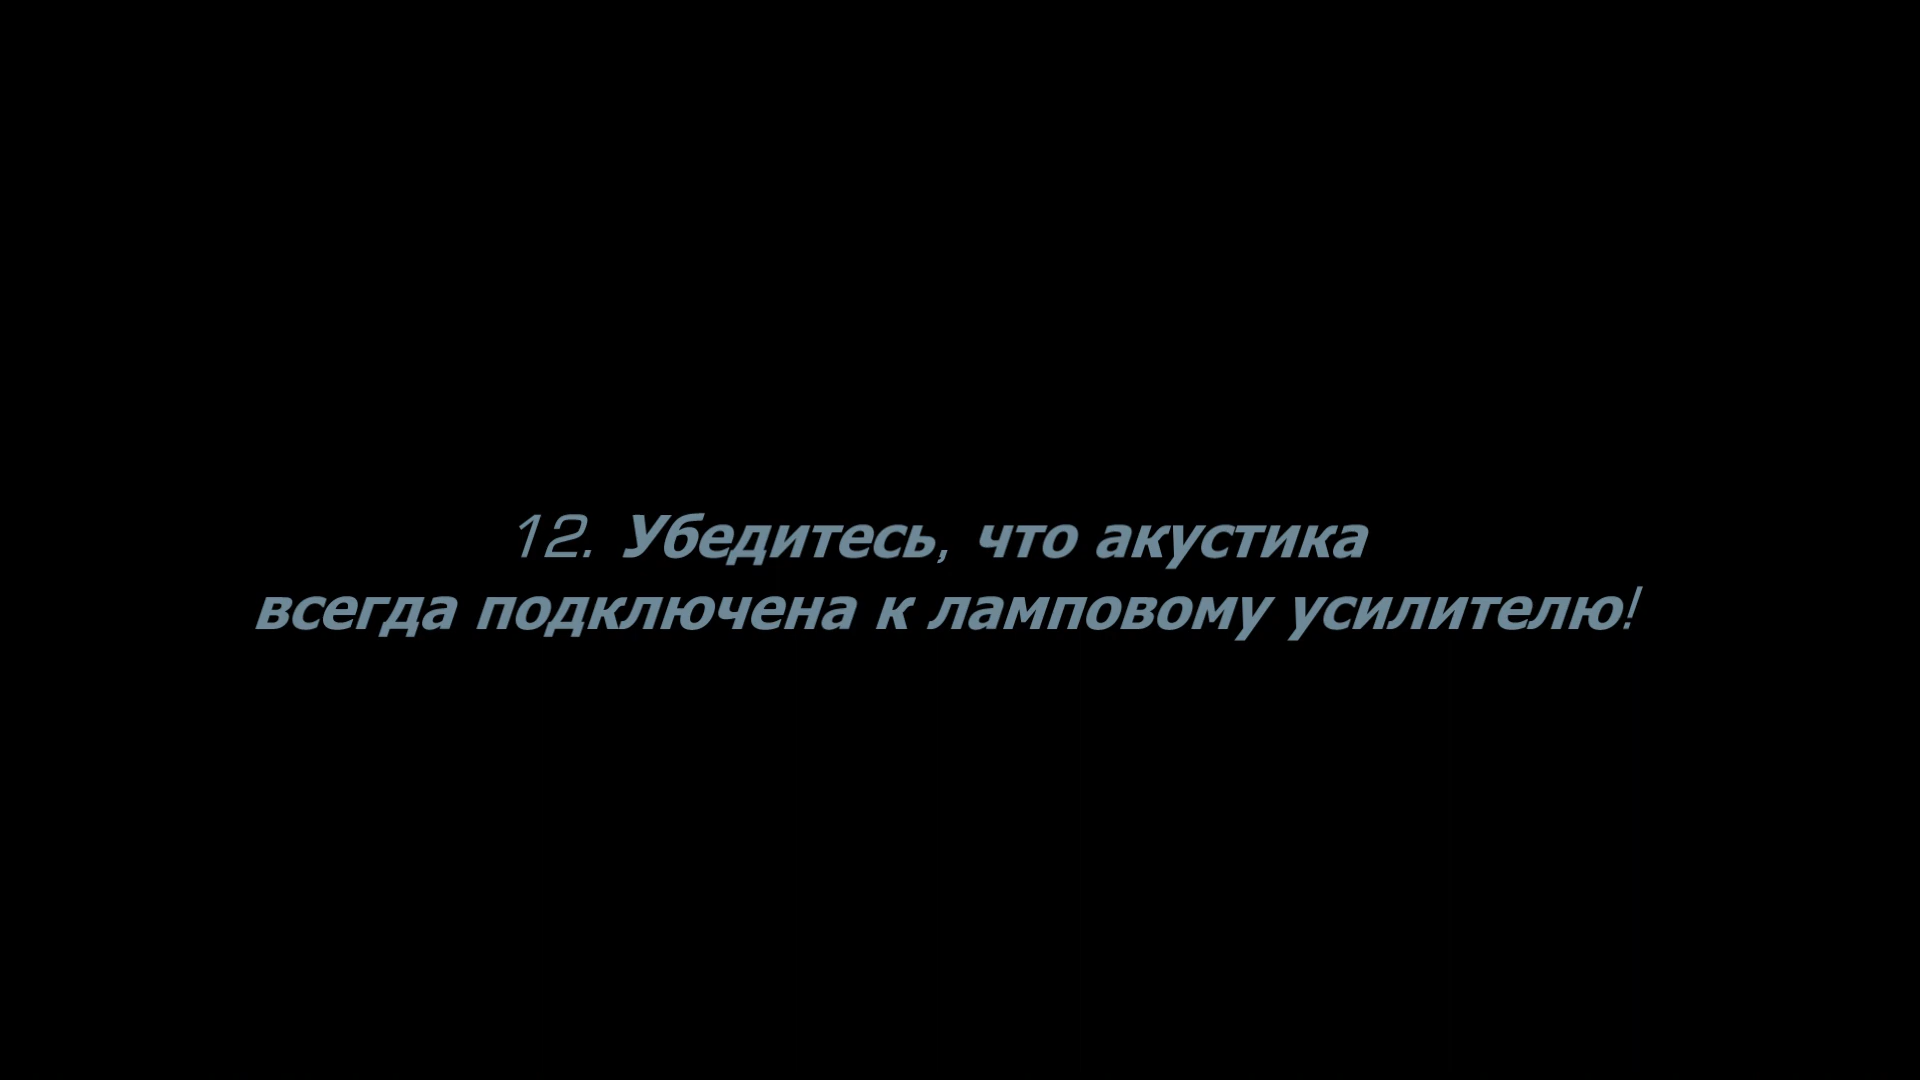 12. Убедитесь, что акустика
всегда подключена к ламповому усилителю!